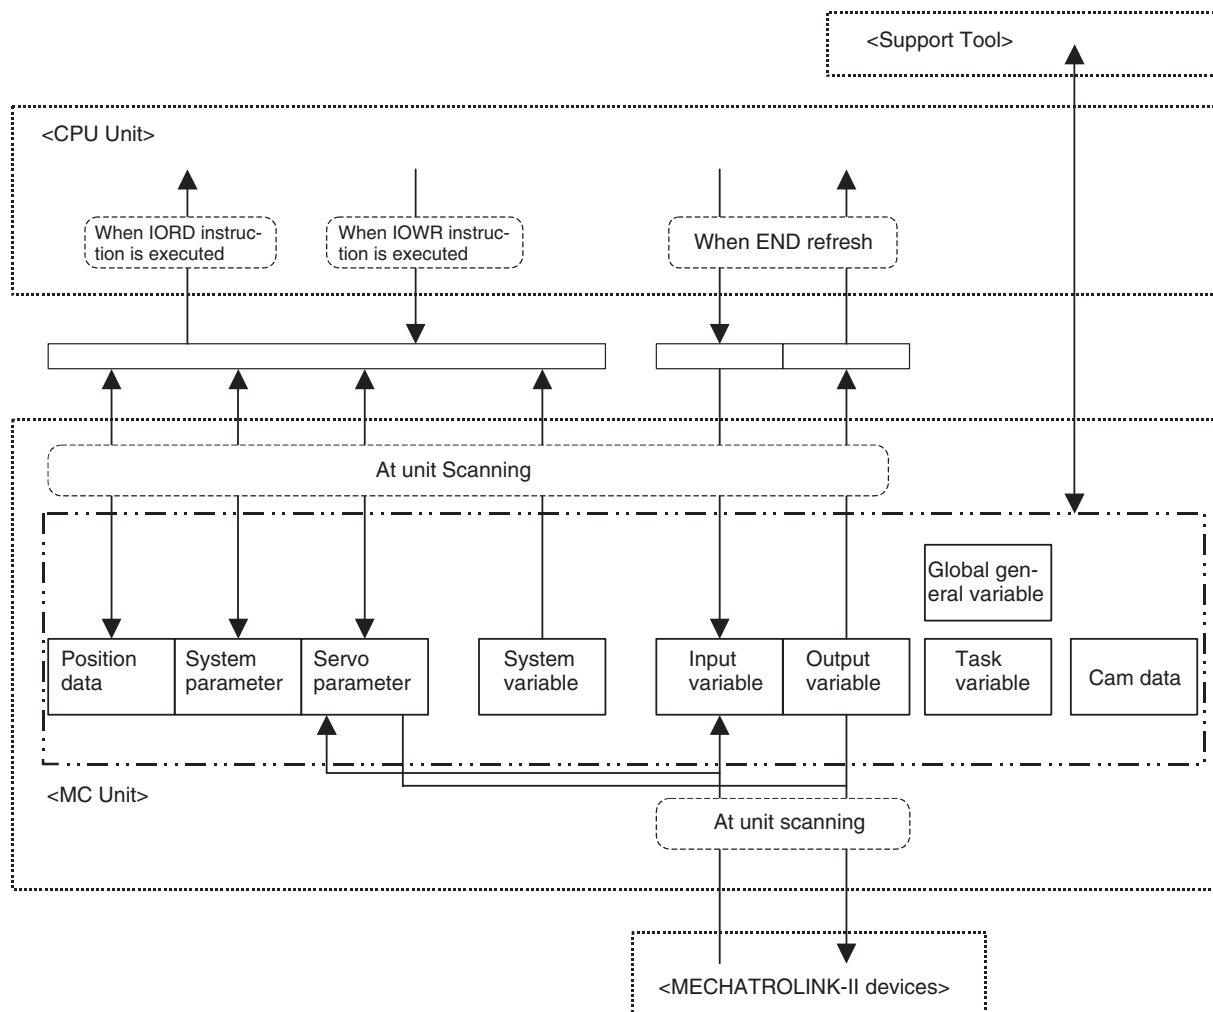 <Support Tool>
<CPU Unit>
When IORD instruc-
tion is executed
When IOWR instruc-
tion is executed
When END refresh
At unit Scanning
Global gen-
eral variable
Position
data
System
parameter
Servo
parameter
System
variable
Input
variable
Output
variable
Task
variable
Cam data
<MC Unit>
At unit scanning
<MECHATROLINK-II devices>